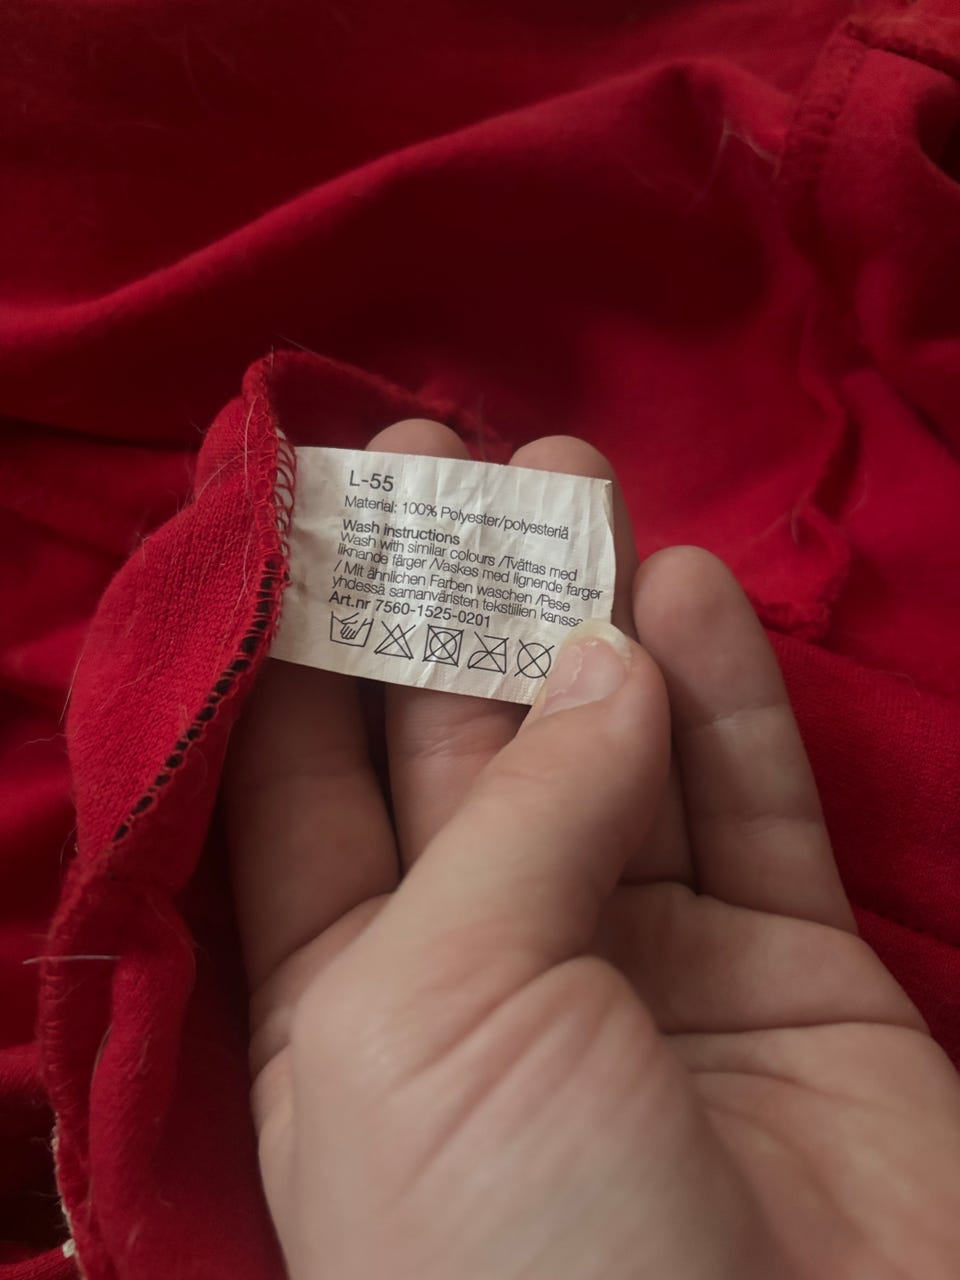 L-55
Material: 100% Polyester/polyesteriä
Wash instructions
Wash with similar colours /Tvättas med
liknande färger /Vaskes med lignende farger
/ Mit ähnlichen Farben waschen /Pese
yhdessä samanväristen tekstiilien kanssa
Art.nr 7560-1525-0201